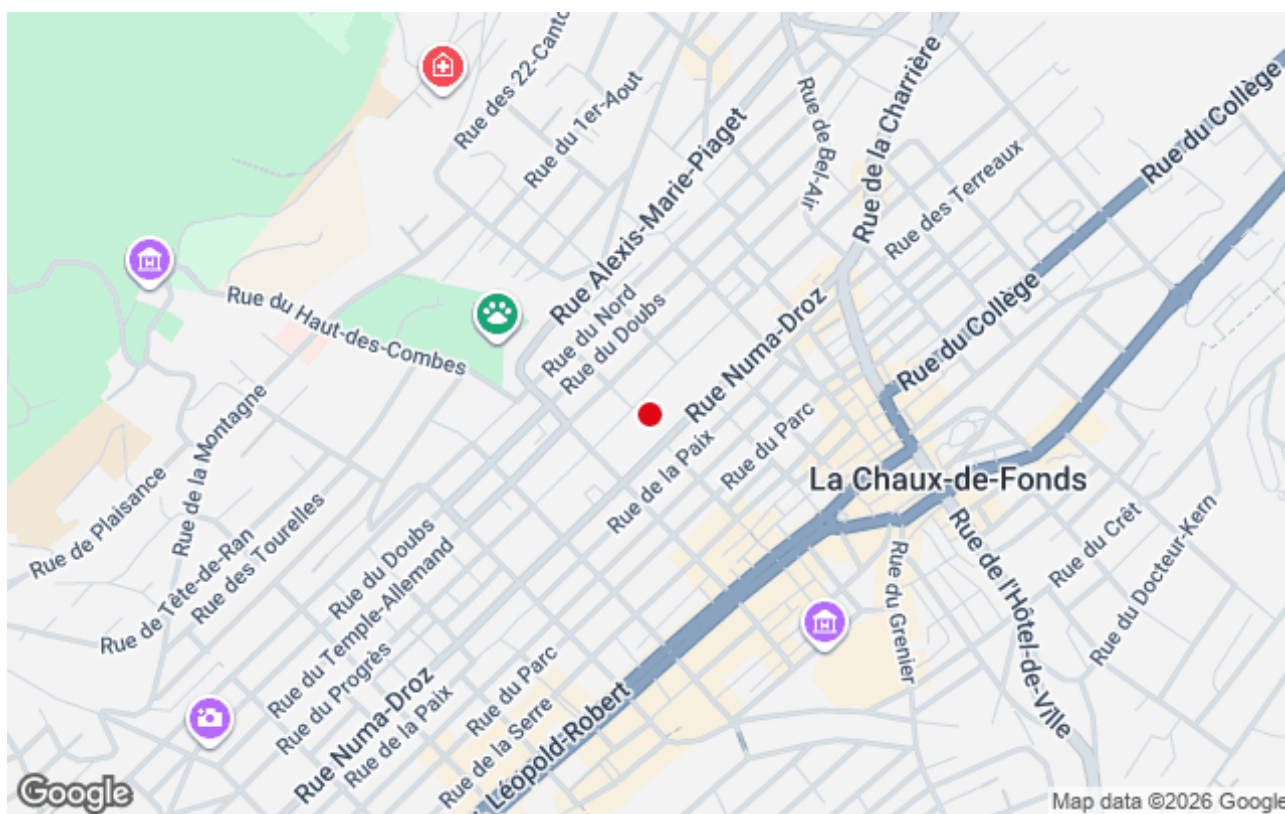 Rue des 22-Canto
Rue du 1er-Aout
Rue de Bel-Air
Rue de la Charrière
Rue du Collège
Rue Alexis-Marie-Piaget
Rue des Terreaux
Rue du Haut-des-Combes
Rue du Nord
Rue du Doubs
Rue Numa-Droz
Rue du Collège
Rue de la Montagne
Rue de la Paix
Rue du Parc
La Chaux-de-Fonds
Rue de Plaisance
Rue de Tête-de-Ran
Rue des Tourelles
Rue du Doubs
Rue du Temple-Allemand
Rue du Progrès
Rue du Grenier
Rue de l'Hôtel-de-Ville
Rue du Crêt
Rue du Docteur-Kern
Rue Numa-Droz
Rue de la Paix
Rue du Parc
Rue de la Serre
Léopold-Robert
Google
Map data ©2026 Google